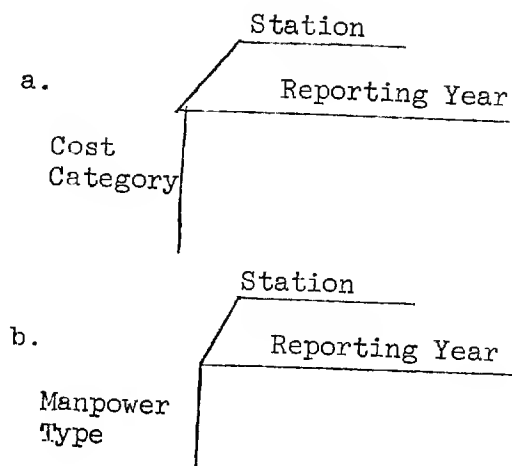 Station
a.
Reporting Year
Cost
Category
Station
b.
Reporting Year
Manpower
Type